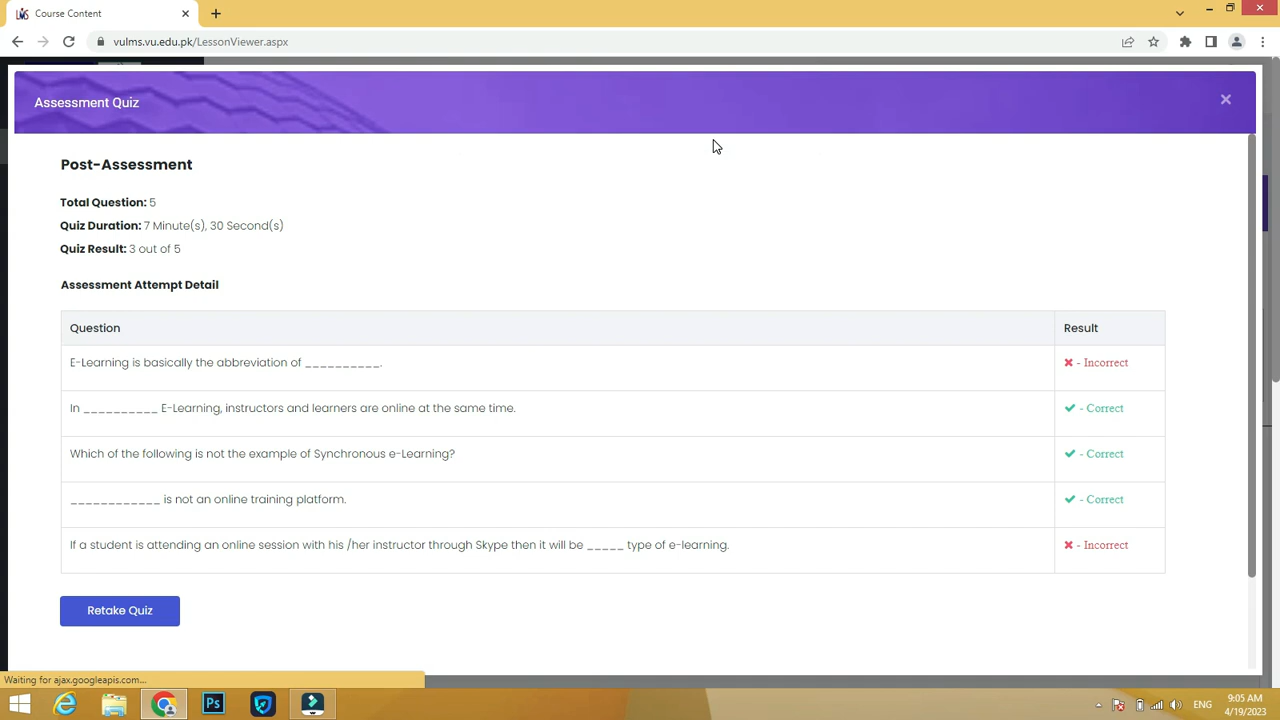 Course Content
vulms.vu.edu.pk/LessonViewer.aspx
Assessment Quiz
Post-Assessment
Total Question: 5
Quiz Duration: 7 Minute(s), 30 Second(s)
Quiz Result: 3 out of 5
Assessment Attempt Detail
Question Result
E-Learning is basically the abbreviation of __________. - Incorrect
In __________ E-Learning, instructors and learners are online at the same time. - Correct
Which of the following is not the example of Synchronous e-Learning? - Correct
____________ is not an online training platform. - Correct
If a student is attending an online session with his /her instructor through Skype then it will be _____ type of e-learning. - Incorrect
Retake Quiz
Waiting for ajax.googleapis.com...
Ps
ENG
9:05 AM
4/19/2023